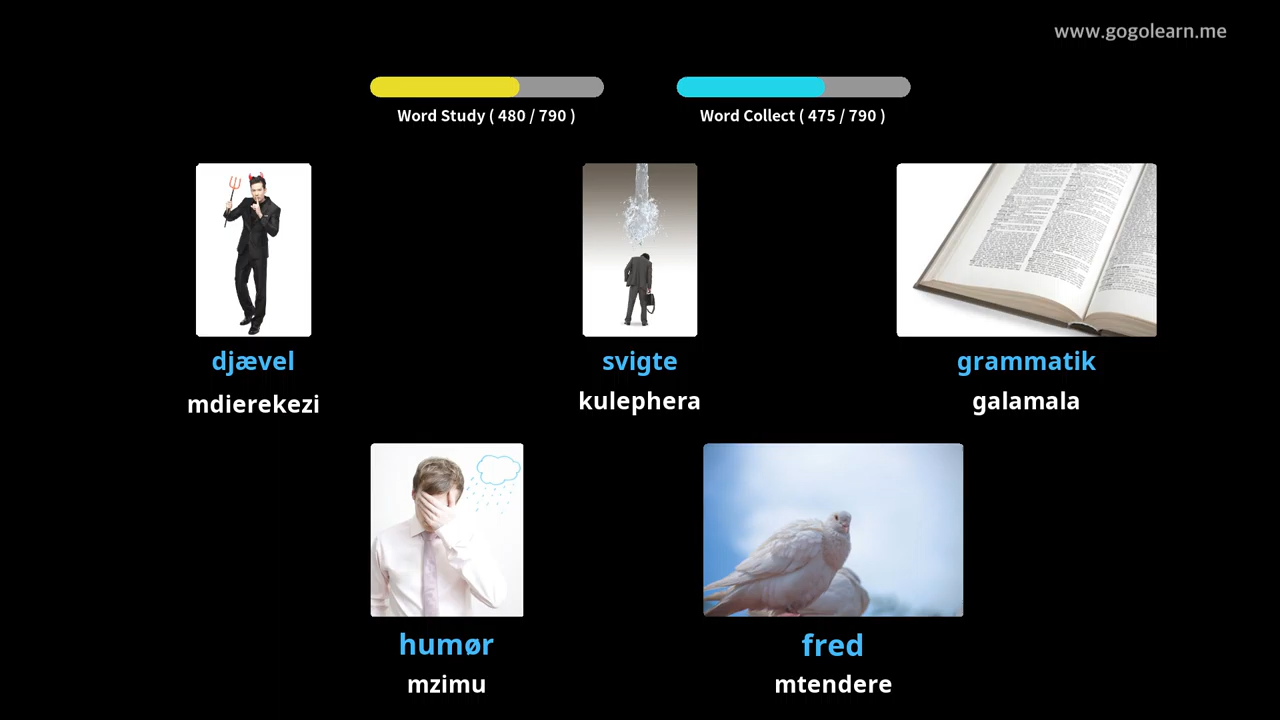 www.gogolearn.me
Word Study ( 480 / 790 )
Word Collect ( 475 / 790 )
djævel
svigte
grammatik
mdierekezi
kulephera
galamala
humør
fred
mzimu
mtendere